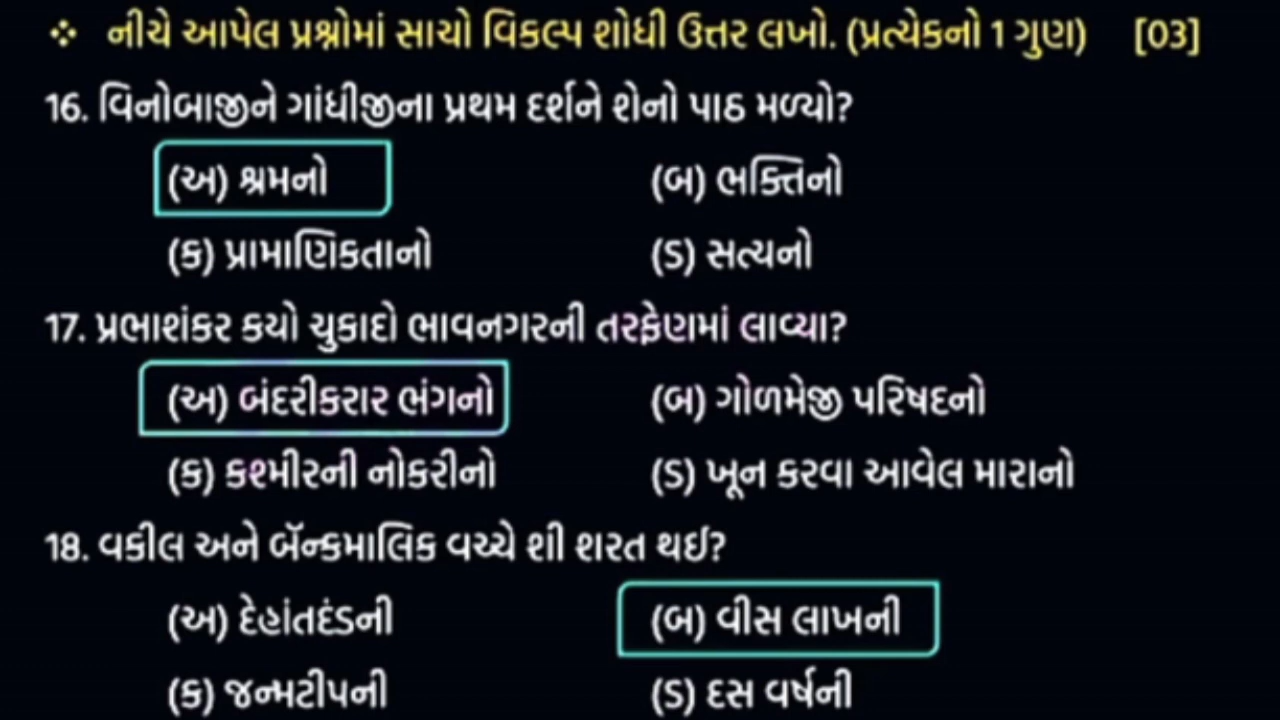 ❖ નીચે આપેલ પ્રશ્નોમાં સાચો વિકલ્પ શોધી ઉત્તર લખો. (પ્રત્યેકનો 1 ગુણ) [03]
16. વિનોબાજીને ગાંધીજીના પ્રથમ દર્શને શેનો પાઠ મળ્યો?
(અ) શ્રમનો (બ) ભક્તિનો
(ક) પ્રામાણિકતાનો (ડ) સત્યનો
17. પ્રભાશંકર કયો ચુકાદો ભાવનગરની તરફેણમાં લાવ્યા?
(અ) બંદરીકરાર ભંગનો (બ) ગોળમેજી પરિષદનો
(ક) કશ્મીરની નોકરીનો (ડ) ખૂન કરવા આવેલ મારાનો
18. વકીલ અને બૅન્કમાલિક વચ્ચે શી શરત થઈ?
(અ) દેહાંતદંડની (બ) વીસ લાખની
(ક) જન્મટીપની (ડ) દસ વર્ષની